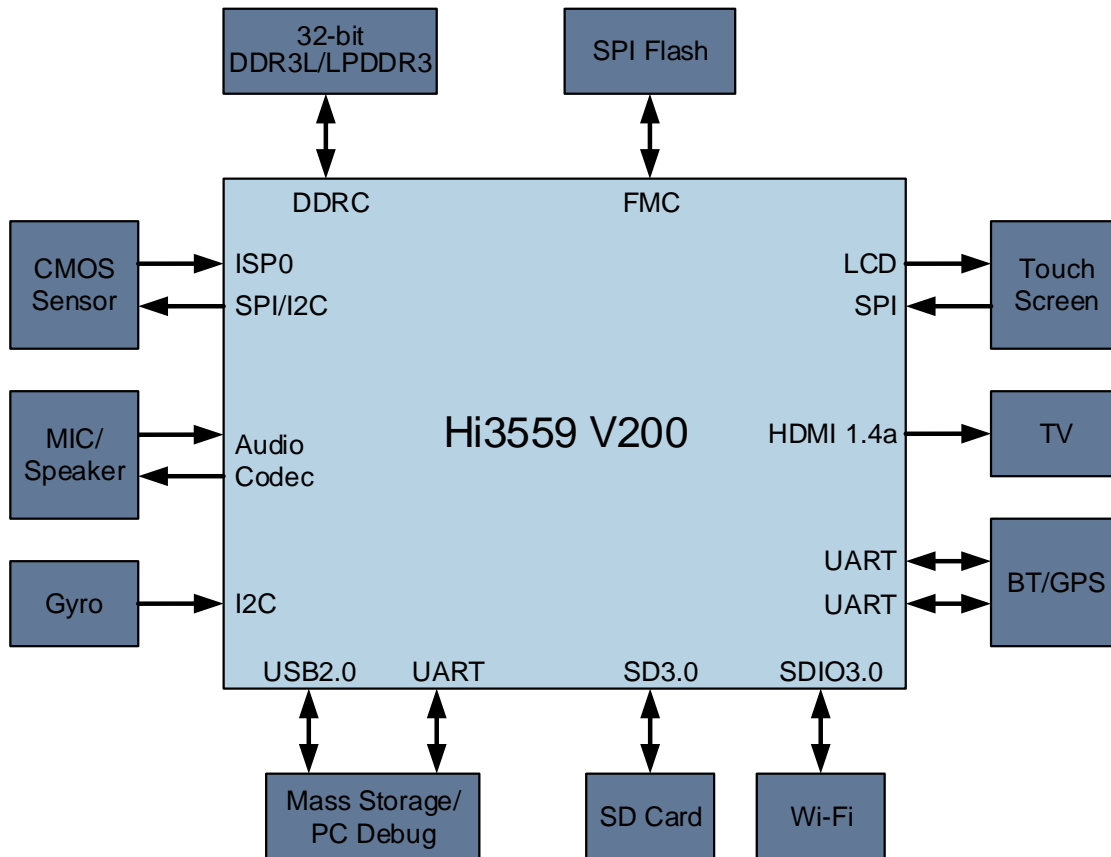 32-bit
DDR3L/LPDDR3
SPI Flash
DDRC
FMC
CMOS
Sensor
ISP0
SPI/I2C
LCD
SPI
Touch
Screen
MIC/
Speaker
Audio
Codec
Hi3559 V200
HDMI 1.4a
TV
Gyro
I2C
UART
UART
BT/GPS
USB2.0
UART
SD3.0
SDIO3.0
Mass Storage/
PC Debug
SD Card
Wi-Fi